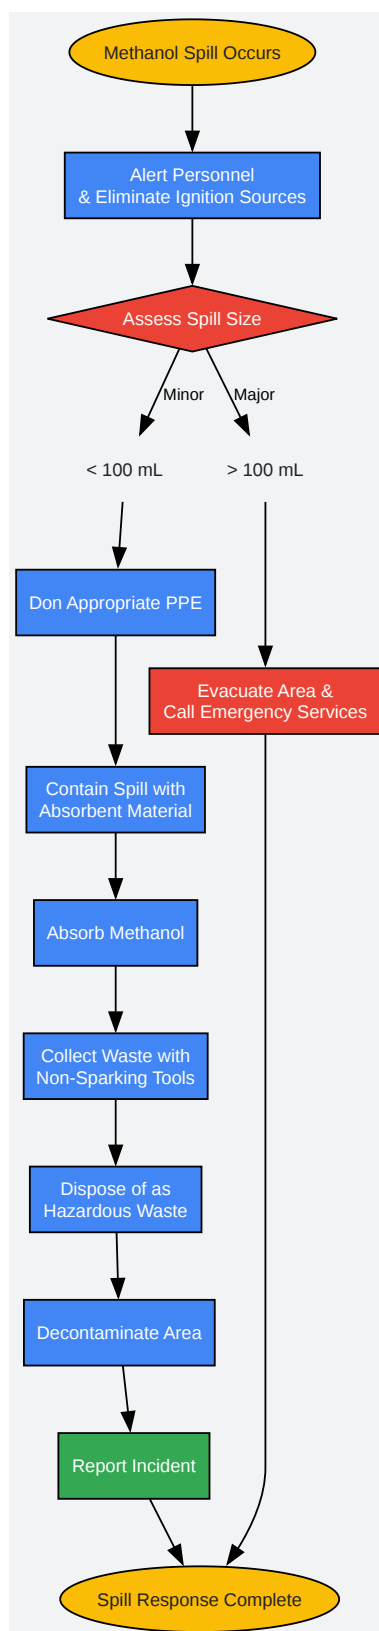 Methanol Spill Occurs
Alert Personnel
& Eliminate Ignition Sources
Assess Spill Size
Minor
Major
< 100 mL
> 100 mL
Don Appropriate PPE
Evacuate Area &
Call Emergency Services
Contain Spill with
Absorbent Material
Absorb Methanol
Collect Waste with
Non-Sparking Tools
Dispose of as
Hazardous Waste
Decontaminate Area
Report Incident
Spill Response Complete